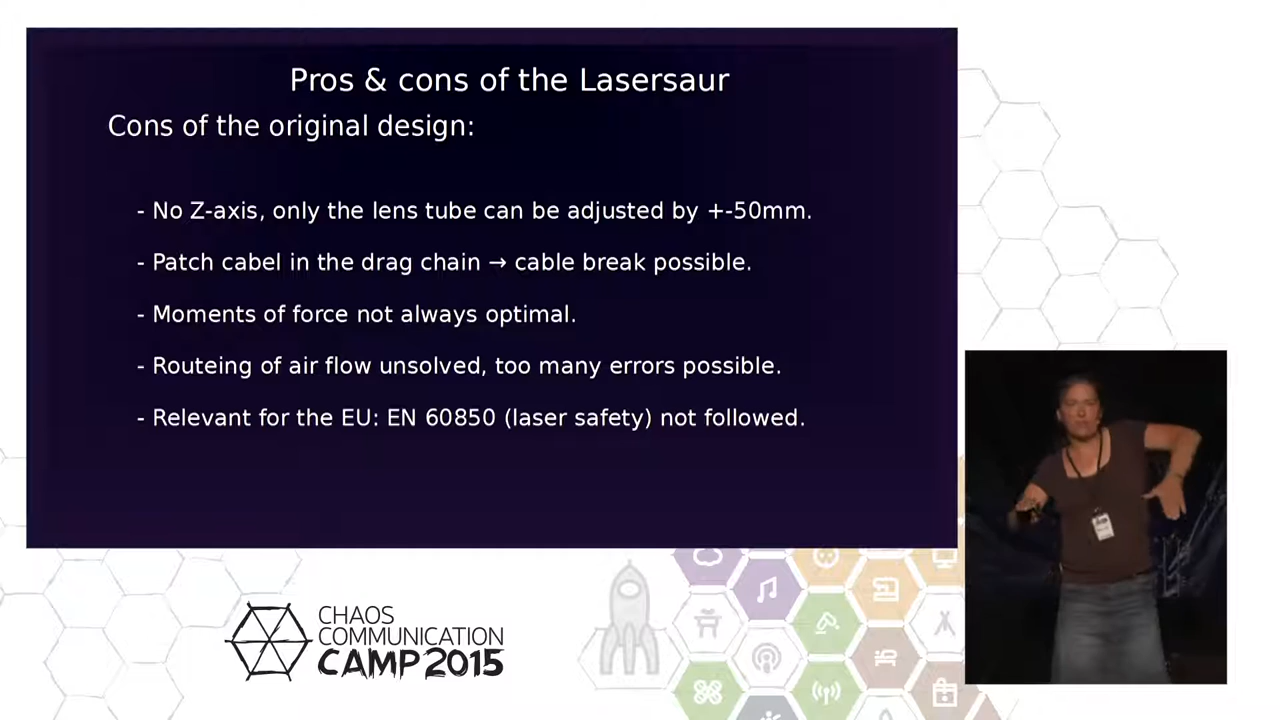 Pros & cons of the Lasersaur
Cons of the original design:
- No Z-axis, only the lens tube can be adjusted by +-50mm.
- Patch cabel in the drag chain → cable break possible.
- Moments of force not always optimal.
- Routeing of air flow unsolved, too many errors possible.
- Relevant for the EU: EN 60850 (laser safety) not followed.
CHAOS
COMMUNICATION
CAMP 2015